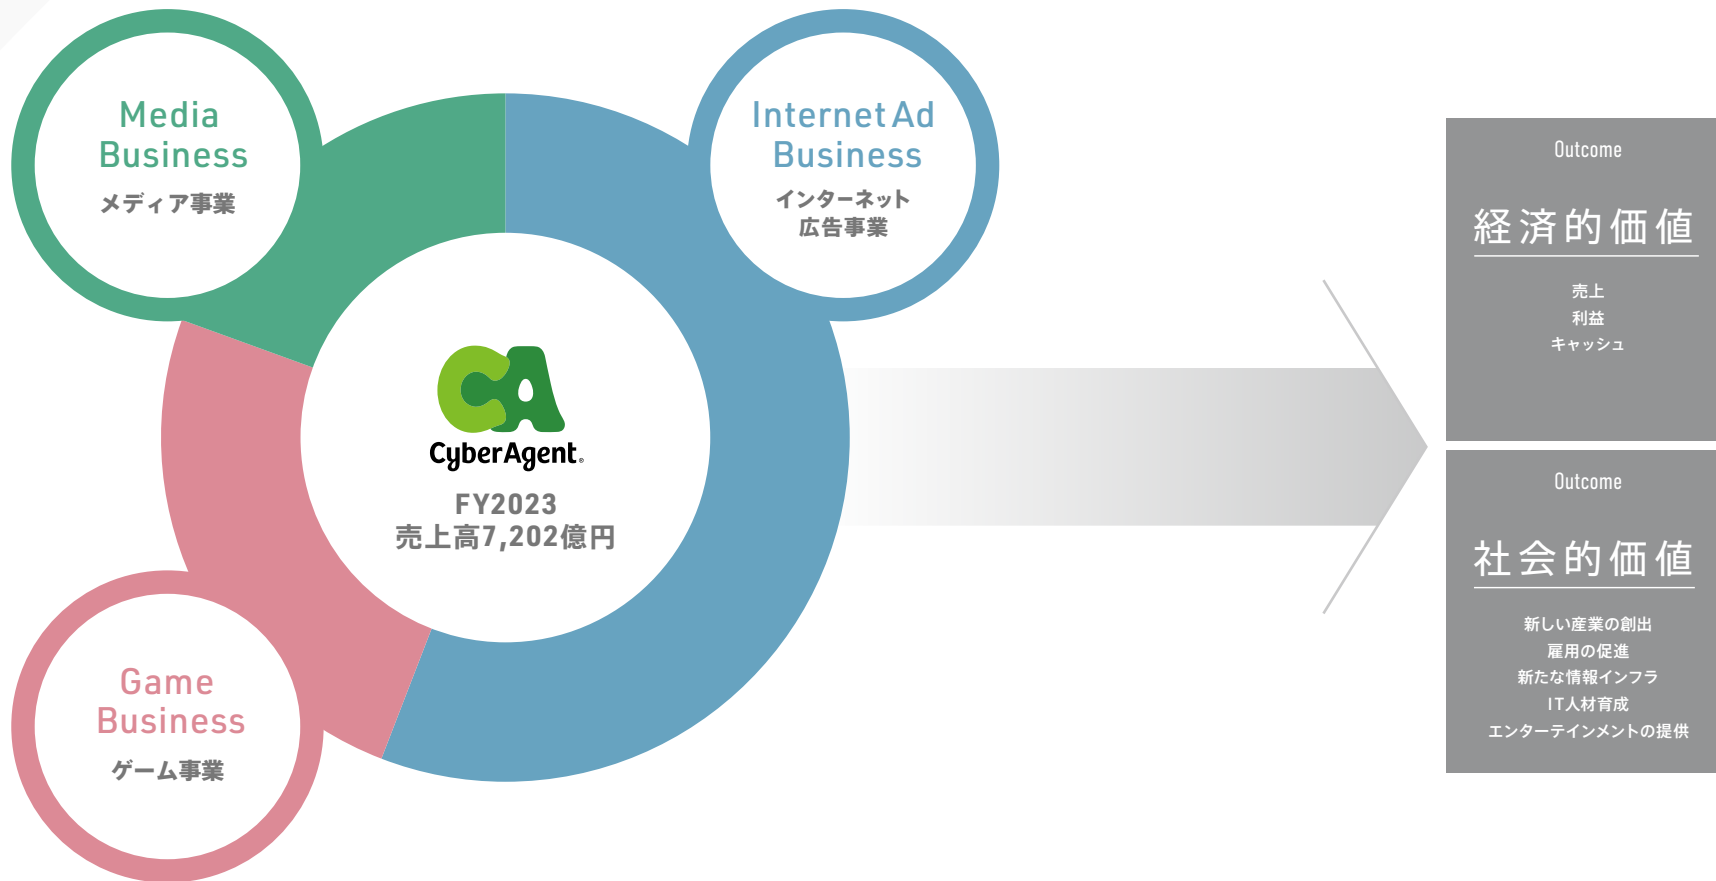 Media
Business
メディア事業
Internet Ad
Business
インターネット
広告事業
CA
CyberAgent®
FY2023
売上高7,202億円
Game
Business
ゲーム事業
Outcome
経済的価値
売上
利益
キャッシュ
Outcome
社会的価値
新しい産業の創出
雇用の促進
新たな情報インフラ
IT人材育成
エンターテインメントの提供